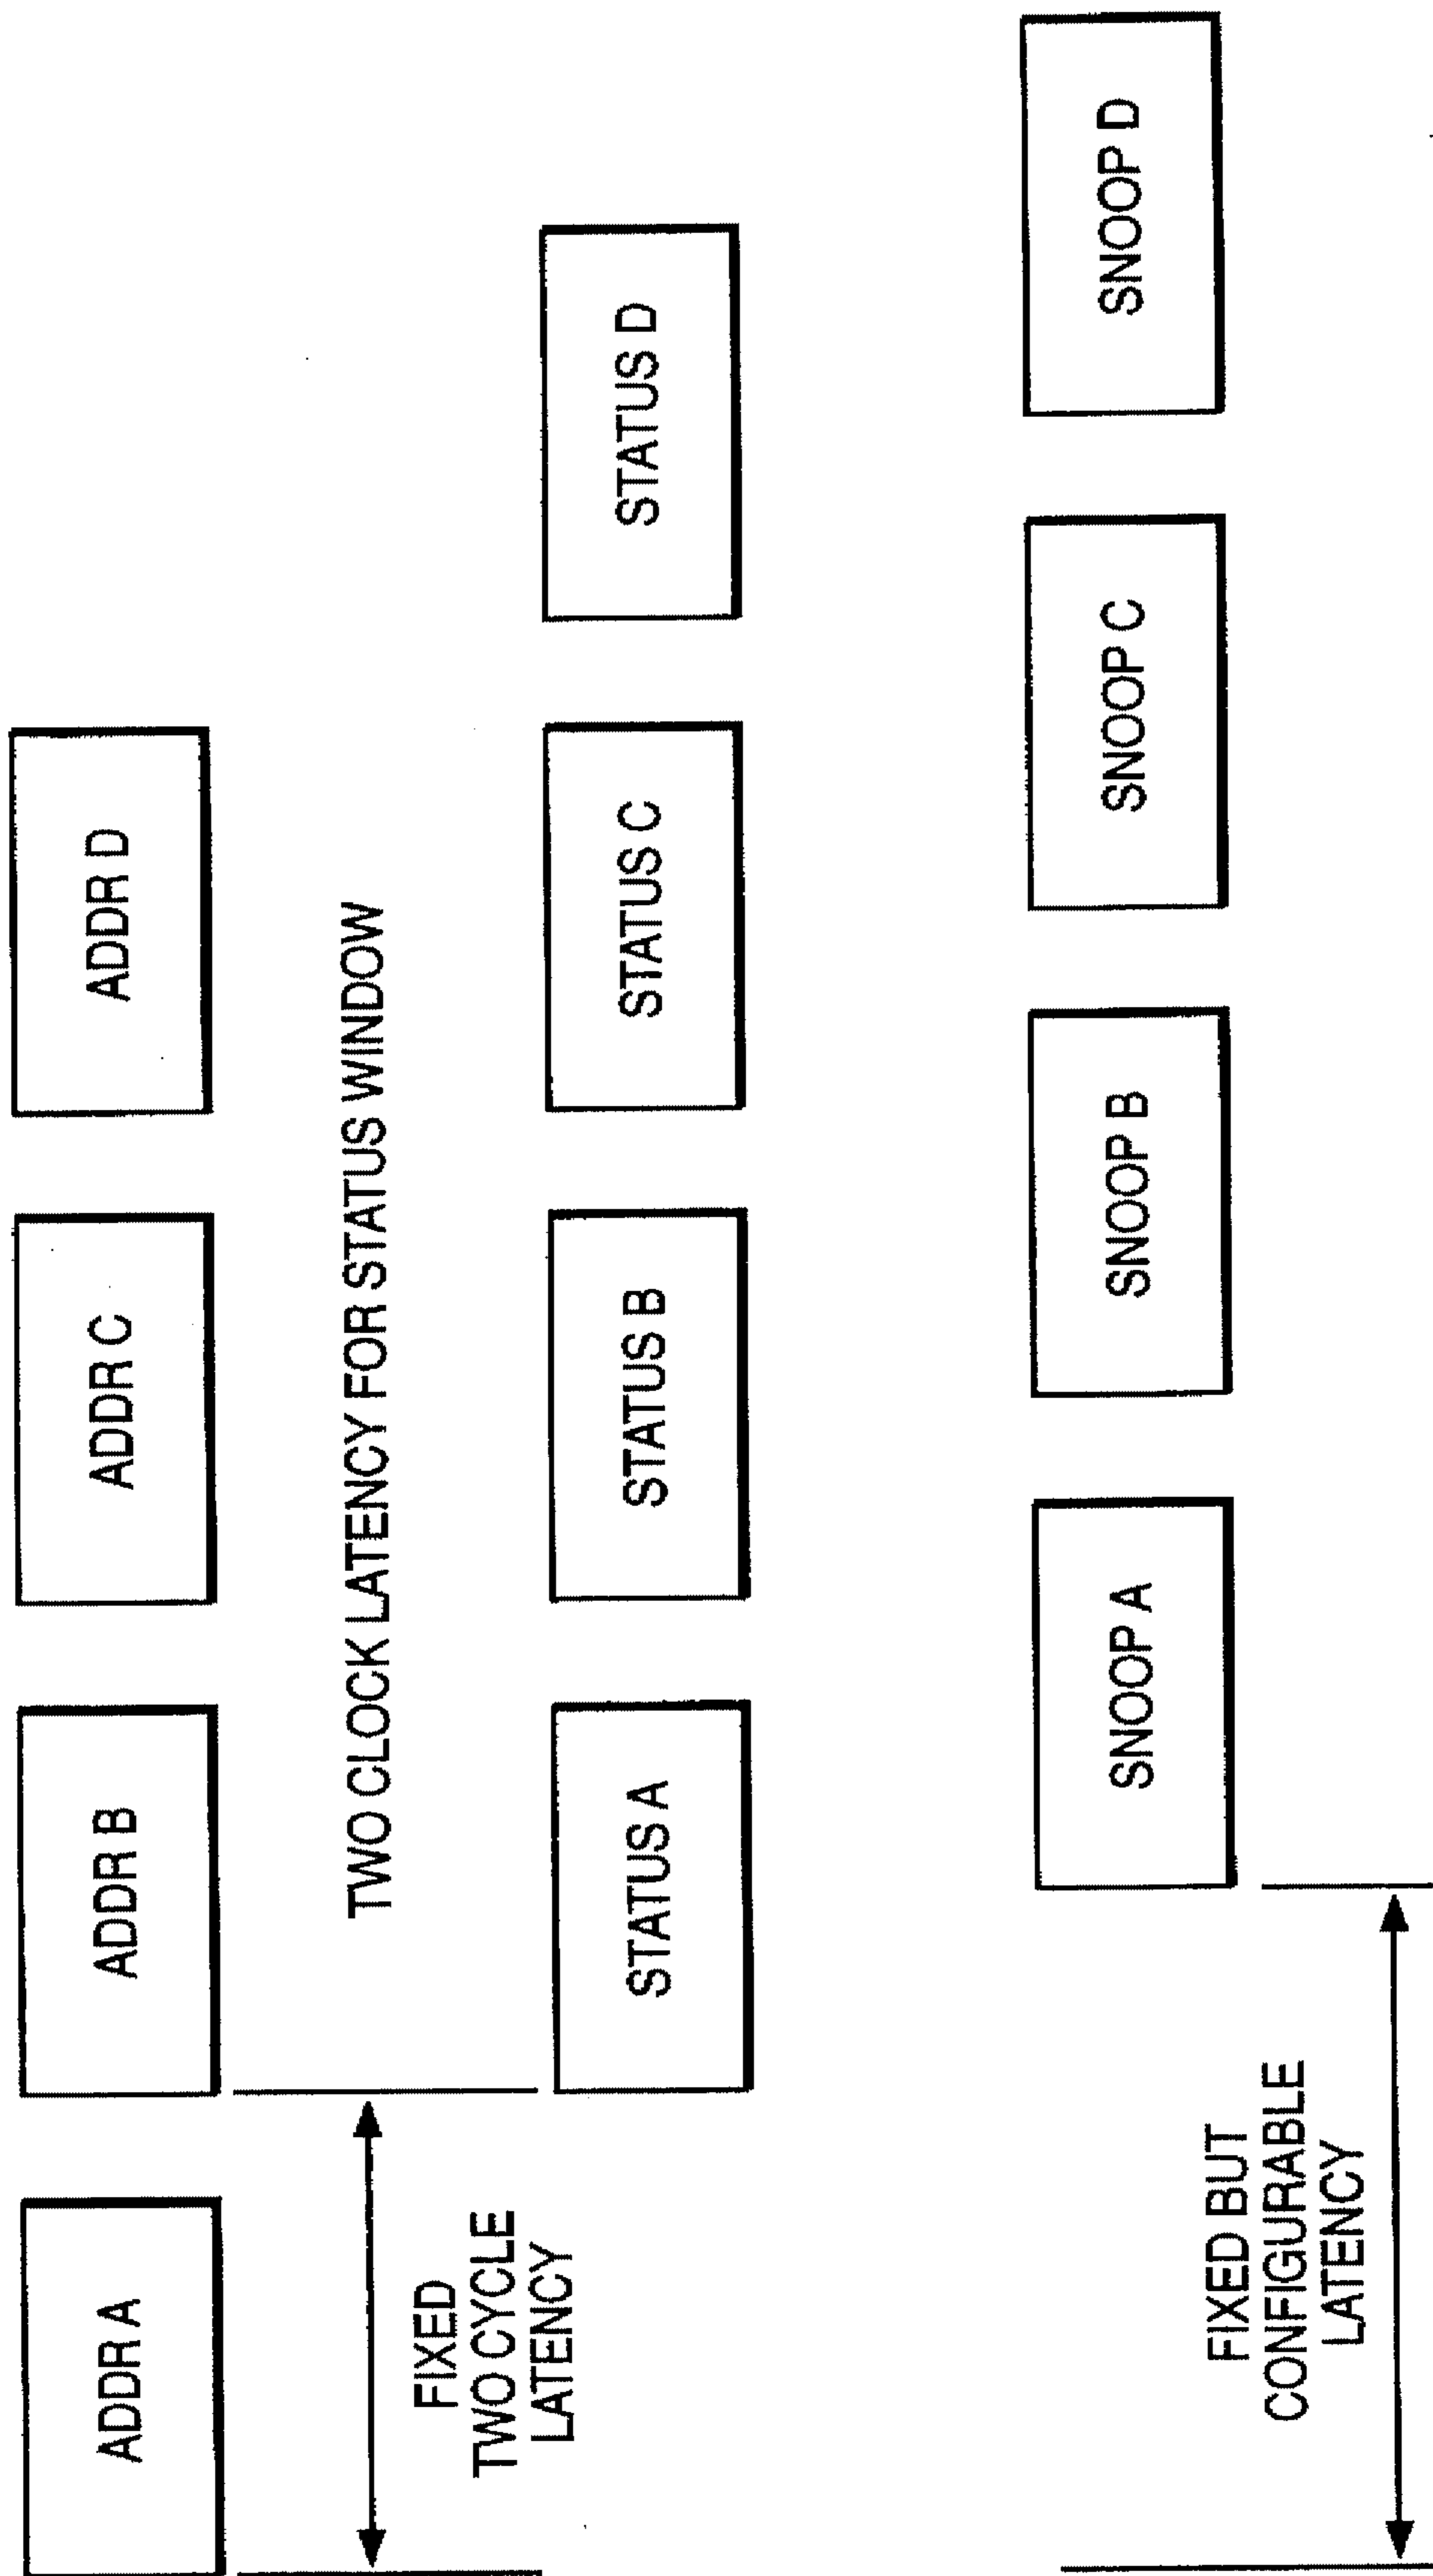 ADDR A
ADDR B
ADDR C
ADDR D
TWO CLOCK LATENCY FOR STATUS WINDOW
FIXED
TWO CYCLE
LATENCY
STATUS A
STATUS B
STATUS C
STATUS D
SNOOP A
SNOOP B
SNOOP C
SNOOP D
FIXED BUT
CONFIGURABLE
LATENCY